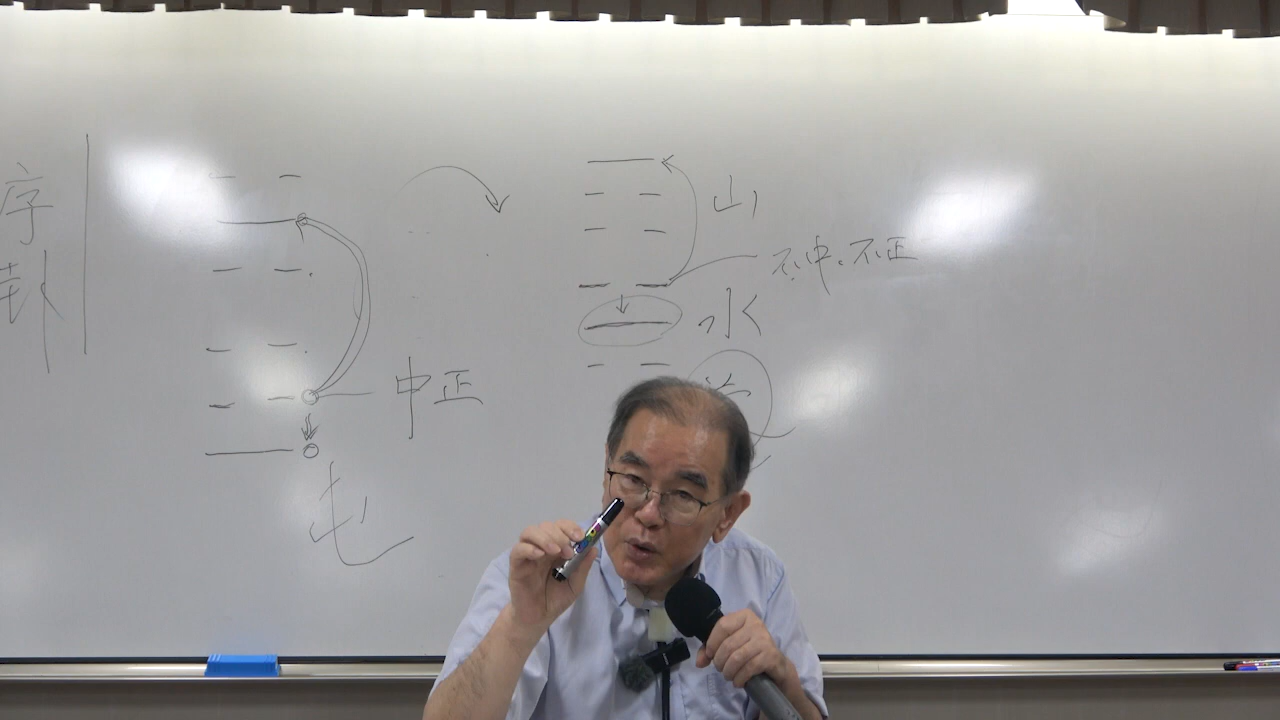 序卦
中正
屯
山
不中、不正
水